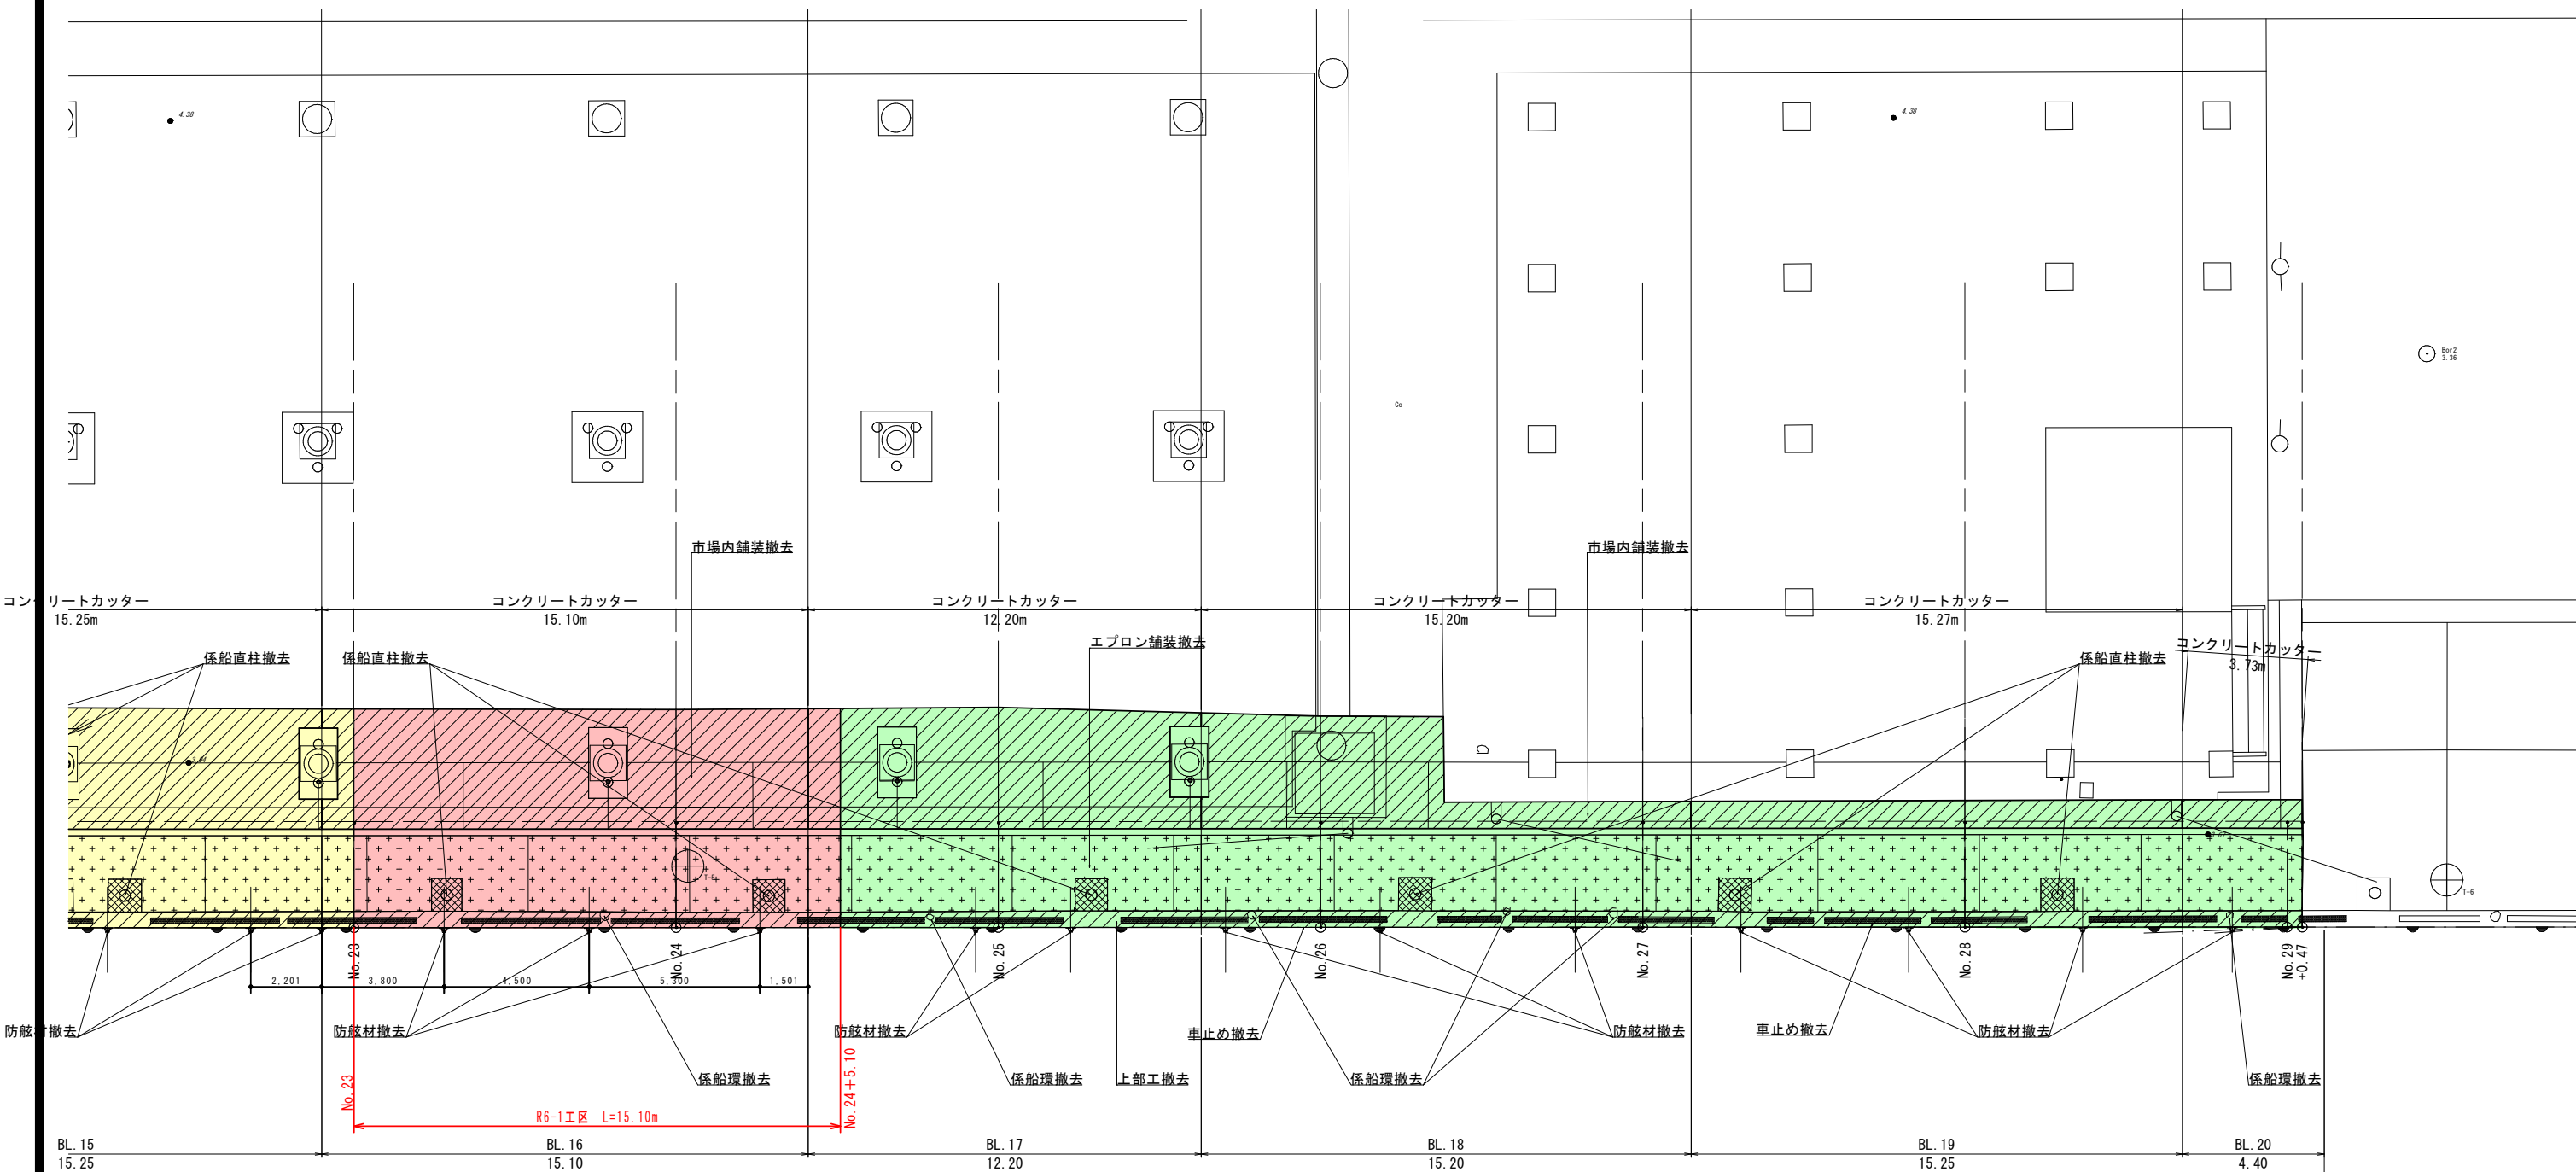 4.38
4.38
Bor2
3.36
Co
市場内舗装撤去
市場内舗装撤去
コンクリートカッター
15.25m
コンクリートカッター
15.10m
コンクリートカッター
12.20m
コンクリートカッター
15.20m
コンクリートカッター
15.27m
コンクリートカッター
3.73m
エプロン舗装撤去
係船直柱撤去
係船直柱撤去
係船直柱撤去
T-6
No.23
No.24
No.25
No.26
No.27
No.28
No.29
+0.47
2,201
3,800
4,500
5,300
1,501
防舷材撤去
防舷材撤去
防舷材撤去
車止め撤去
防舷材撤去
車止め撤去
防舷材撤去
係船環撤去
係船環撤去
上部工撤去
係船環撤去
係船環撤去
No.23
No.24+5.10
R6-1工区 L=15.10m
BL.15
15.25
BL.16
15.10
BL.17
12.20
BL.18
15.20
BL.19
15.25
BL.20
4.40